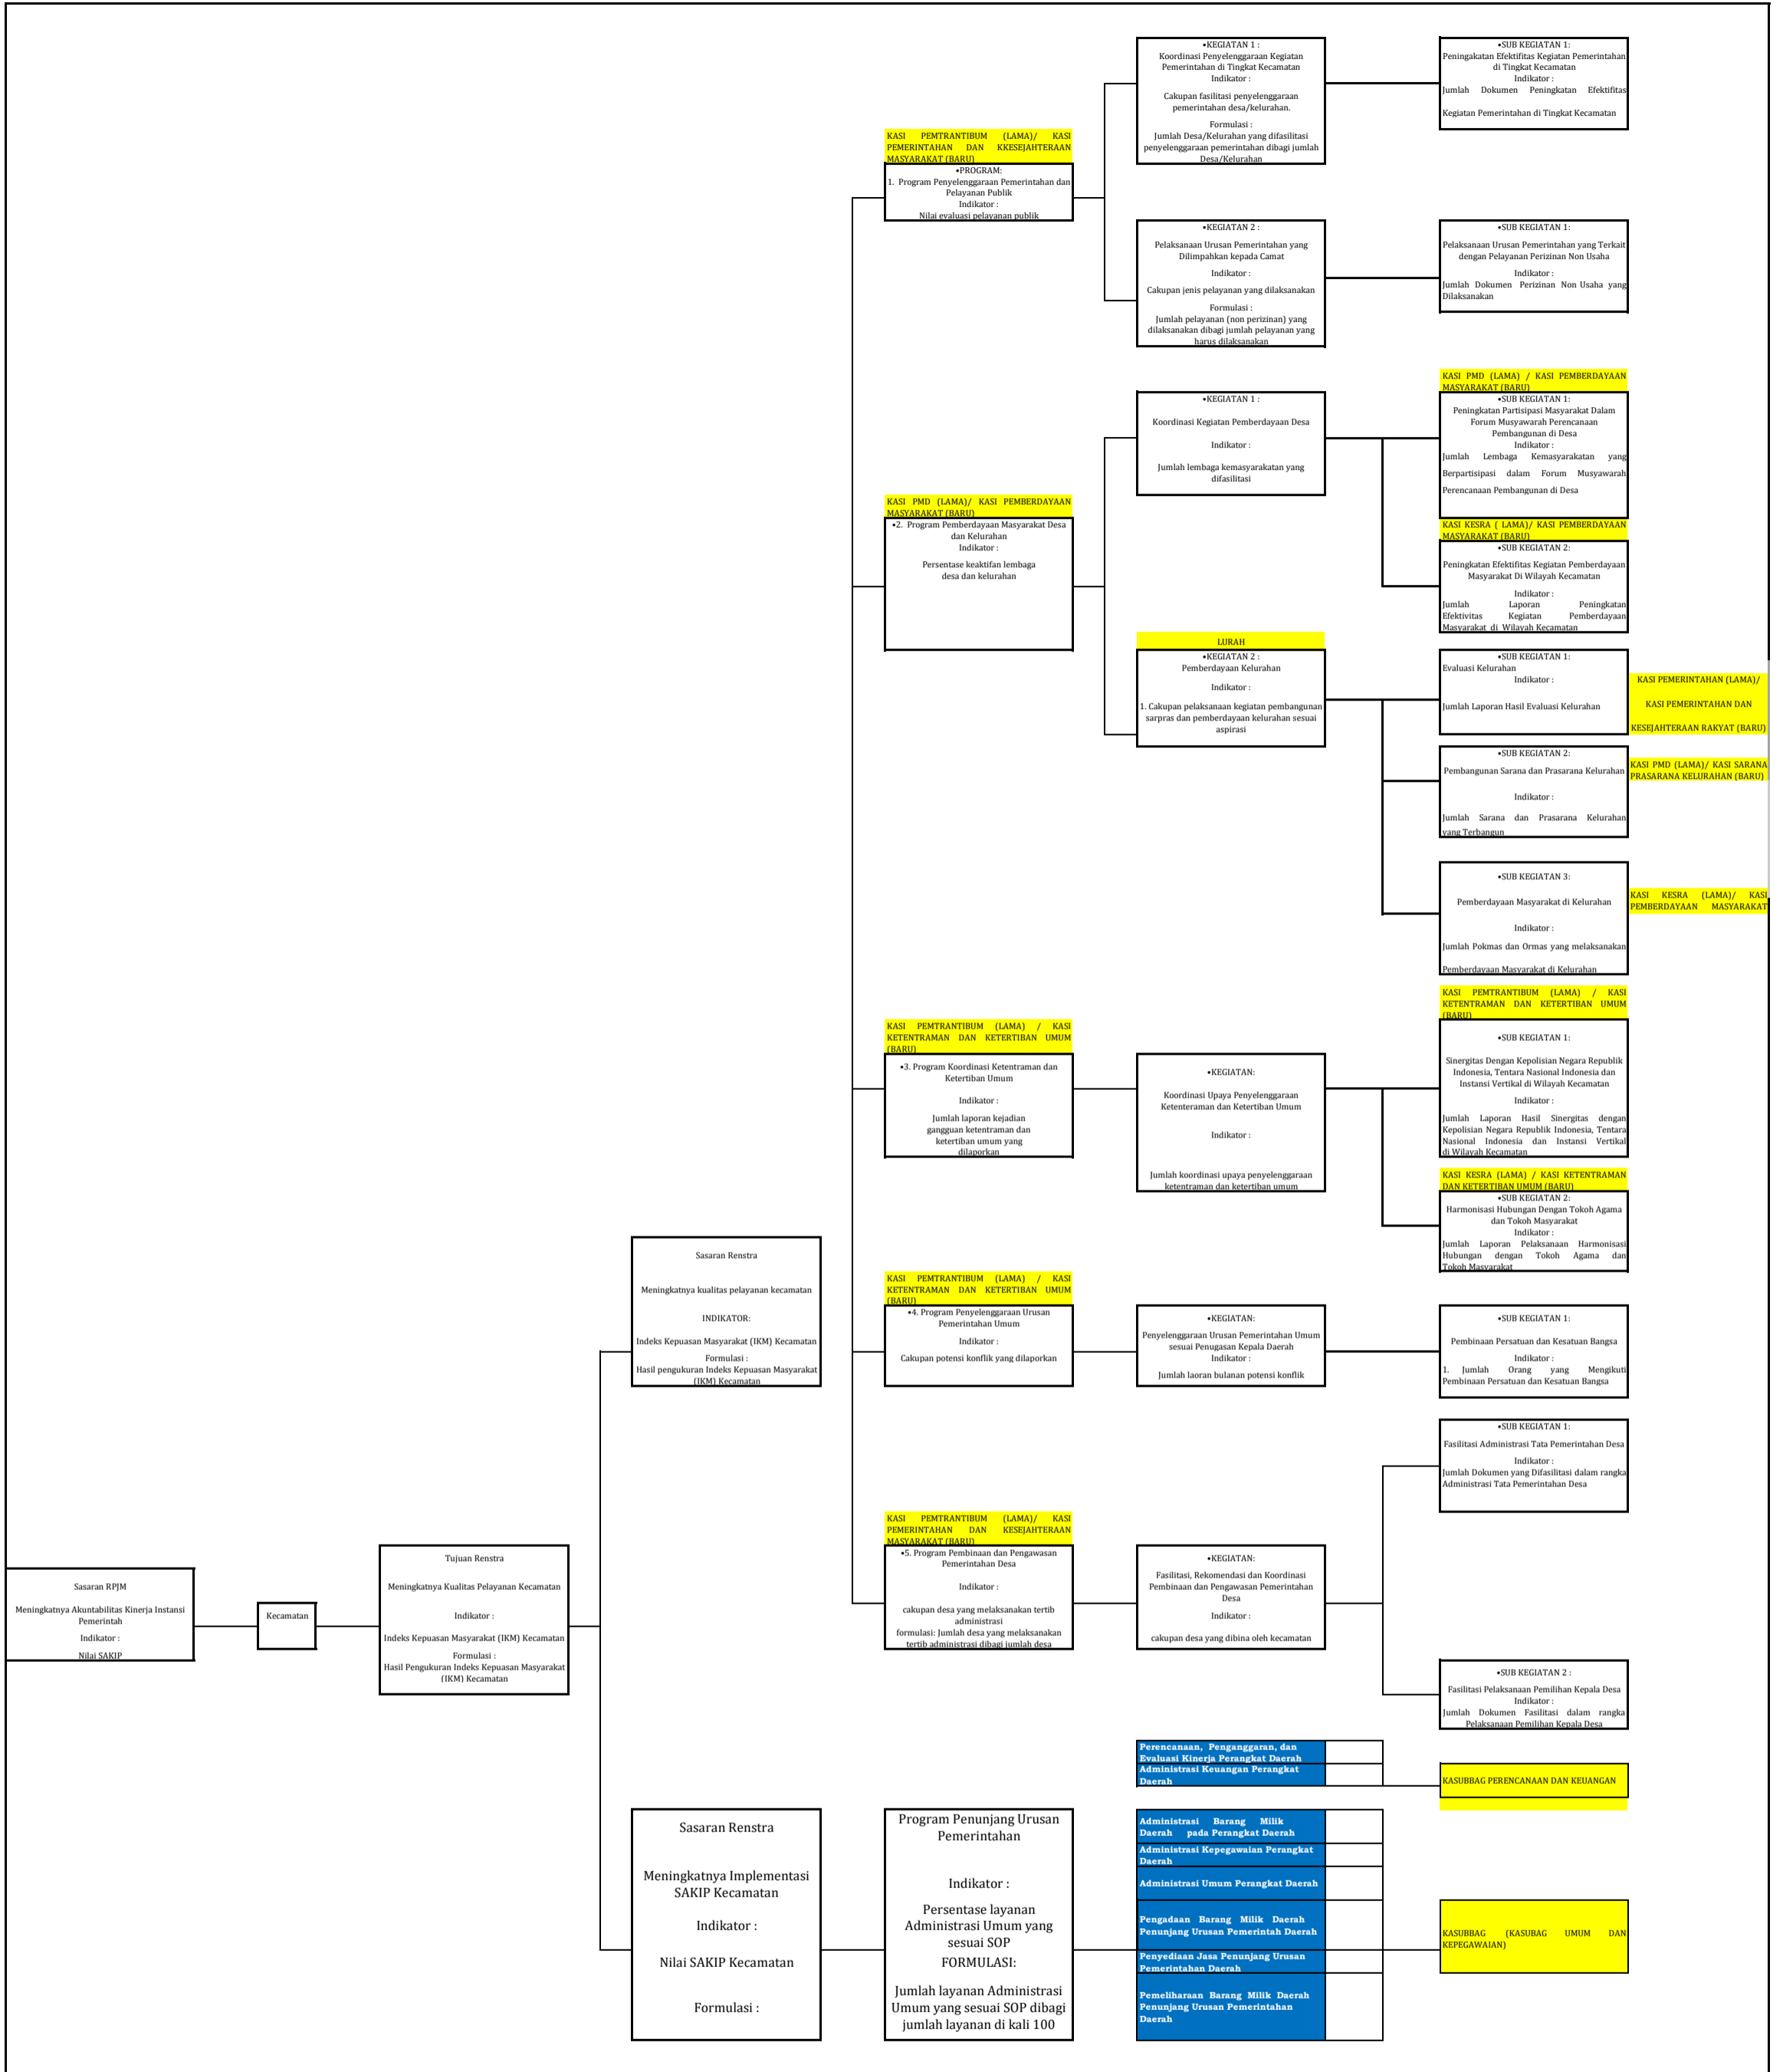 •KEGIATAN 1 :
Koordinasi Penyelenggaraan Kegiatan
Pemerintahan di Tingkat Kecamatan
Indikator :
Cakupan fasilitasi penyelenggaraan
pemerintahan desa/kelurahan.
Formulasi :
Jumlah Desa/Kelurahan yang difasilitasi
penyelenggaraan pemerintahan dibagi jumlah
Desa/Kelurahan
•SUB KEGIATAN 1:
Peningakatan Efektifitas Kegiatan Pemerintahan
di Tingkat Kecamatan
Indikator :
Jumlah Dokumen Peningkatan Efektifitas
Kegiatan Pemerintahan di Tingkat Kecamatan
KASI PEMTRANTIBUM (LAMA)/ KASI
PEMERINTAHAN DAN KKESEJAHTERAAN
MASYARAKAT (BARU)
•PROGRAM:
1. Program Penyelenggaraan Pemerintahan dan
Pelayanan Publik
Indikator :
Nilai evaluasi pelayanan publik
•KEGIATAN 2 :
Pelaksanaan Urusan Pemerintahan yang
Dilimpahkan kepada Camat
Indikator :
Cakupan jenis pelayanan yang dilaksanakan
Formulasi :
Jumlah pelayanan (non perizinan) yang
dilaksanakan dibagi jumlah pelayanan yang
harus dilaksanakan
•SUB KEGIATAN 1:
Pelaksanaan Urusan Pemerintahan yang Terkait
dengan Pelayanan Perizinan Non Usaha
Indikator :
Jumlah Dokumen Perizinan Non Usaha yang
Dilaksanakan
KASI PMD (LAMA)/ KASI PEMBERDAYAAN
MASYARAKAT (BARU)
•2. Program Pemberdayaan Masyarakat Desa
dan Kelurahan
Indikator :
Persentase keaktifan lembaga
desa dan kelurahan
•KEGIATAN 1 :
Koordinasi Kegiatan Pemberdayaan Desa
Indikator :
Jumlah lembaga kemasyarakatan yang
difasilitasi
KASI PMD (LAMA) / KASI PEMBERDAYAAN
MASYARAKAT (BARU)
•SUB KEGIATAN 1:
Peningkatan Partisipasi Masyarakat Dalam
Forum Musyawarah Perencanaan
Pembangunan di Desa
Indikator :
Jumlah Lembaga Kemasyarakatan yang
Berpartisipasi dalam Forum Musyawarah
Perencanaan Pembangunan di Desa
KASI KESRA ( LAMA)/ KASI PEMBERDAYAAN
MASYARAKAT (BARU)
•SUB KEGIATAN 2:
Peningkatan Efektifitas Kegiatan Pemberdayaan
Masyarakat Di Wilayah Kecamatan
Indikator :
Jumlah Laporan Peningkatan
Efektivitas Kegiatan Pemberdayaan
Masyarakat di Wilayah Kecamatan
LURAH
•KEGIATAN 2 :
Pemberdayaan Kelurahan
Indikator :
1. Cakupan pelaksanaan kegiatan pembangunan
sarpras dan pemberdayaan kelurahan sesuai
aspirasi
•SUB KEGIATAN 1:
Evaluasi Kelurahan
Indikator :
Jumlah Laporan Hasil Evaluasi Kelurahan
KASI PEMERINTAHAN (LAMA)/
KASI PEMERINTAHAN DAN
KESEJAHTERAAN RAKYAT (BARU)
•SUB KEGIATAN 2:
Pembangunan Sarana dan Prasarana Kelurahan
Indikator :
Jumlah Sarana dan Prasarana Kelurahan
yang Terbangun
KASI PMD (LAMA)/ KASI SARANA
PRASARANA KELURAHAN (BARU)
•SUB KEGIATAN 3:
Pemberdayaan Masyarakat di Kelurahan
Indikator :
Jumlah Pokmas dan Ormas yang melaksanakan
Pemberdayaan Masyarakat di Kelurahan
KASI KESRA (LAMA)/ KASI
PEMBERDAYAAN MASYARAKAT
KASI PEMTRANTIBUM (LAMA) / KASI
KETENTRAMAN DAN KETERTIBAN UMUM
(BARU)
•3. Program Koordinasi Ketentraman dan
Ketertiban Umum
Indikator :
Jumlah laporan kejadian
gangguan ketentraman dan
ketertiban umum yang
dilaporkan
•KEGIATAN:
Koordinasi Upaya Penyelenggaraan
Ketenteraman dan Ketertiban Umum
Indikator :
Jumlah koordinasi upaya penyelenggaraan
ketentraman dan ketertiban umum
KASI PEMTRANTIBUM (LAMA) / KASI
KETENTRAMAN DAN KETERTIBAN UMUM
(BARU)
•SUB KEGIATAN 1:
Sinergitas Dengan Kepolisian Negara Republik
Indonesia, Tentara Nasional Indonesia dan
Instansi Vertikal di Wilayah Kecamatan
Indikator :
Jumlah Laporan Hasil Sinergitas dengan
Kepolisian Negara Republik Indonesia, Tentara
Nasional Indonesia dan Instansi Vertikal
di Wilayah Kecamatan
KASI KESRA (LAMA) / KASI KETENTRAMAN
DAN KETERTIBAN UMUM (BARU)
•SUB KEGIATAN 2:
Harmonisasi Hubungan Dengan Tokoh Agama
dan Tokoh Masyarakat
Indikator :
Jumlah Laporan Pelaksanaan Harmonisasi
Hubungan dengan Tokoh Agama dan
Tokoh Masyarakat
Sasaran Renstra
Meningkatnya kualitas pelayanan kecamatan
INDIKATOR:
Indeks Kepuasan Masyarakat (IKM) Kecamatan
Formulasi :
Hasil pengukuran Indeks Kepuasan Masyarakat
(IKM) Kecamatan
KASI PEMTRANTIBUM (LAMA) / KASI
KETENTRAMAN DAN KETERTIBAN UMUM
(BARU)
•4. Program Penyelenggaraan Urusan
Pemerintahan Umum
Indikator :
Cakupan potensi konflik yang dilaporkan
•KEGIATAN:
Penyelenggaraan Urusan Pemerintahan Umum
sesuai Penugasan Kepala Daerah
Indikator :
Jumlah laoran bulanan potensi konflik
•SUB KEGIATAN 1:
Pembinaan Persatuan dan Kesatuan Bangsa
Indikator :
1. Jumlah Orang yang Mengikuti
Pembinaan Persatuan dan Kesatuan Bangsa
•SUB KEGIATAN 1:
Fasilitasi Administrasi Tata Pemerintahan Desa
Indikator :
Jumlah Dokumen yang Difasilitasi dalam rangka
Administrasi Tata Pemerintahan Desa
KASI PEMTRANTIBUM (LAMA)/ KASI
PEMERINTAHAN DAN KESEJAHTERAAN
MASYARAKAT (BARU)
•5. Program Pembinaan dan Pengawasan
Pemerintahan Desa
Indikator :
cakupan desa yang melaksanakan tertib
administrasi
formulasi: Jumlah desa yang melaksanakan
tertib administrasi dibagi jumlah desa
•KEGIATAN:
Fasilitasi, Rekomendasi dan Koordinasi
Pembinaan dan Pengawasan Pemerintahan
Desa
Indikator :
cakupan desa yang dibina oleh kecamatan
Sasaran RPJM
Meningkatnya Akuntabilitas Kinerja Instansi
Pemerintah
Indikator :
Nilai SAKIP
Kecamatan
Tujuan Renstra
Meningkatnya Kualitas Pelayanan Kecamatan
Indikator :
Indeks Kepuasan Masyarakat (IKM) Kecamatan
Formulasi :
Hasil Pengukuran Indeks Kepuasan Masyarakat
(IKM) Kecamatan
•SUB KEGIATAN 2 :
Fasilitasi Pelaksanaan Pemilihan Kepala Desa
Indikator :
Jumlah Dokumen Fasilitasi dalam rangka
Pelaksanaan Pemilihan Kepala Desa
Perencanaan, Penganggaran, dan
Evaluasi Kinerja Perangkat Daerah
Administrasi Keuangan Perangkat
Daerah
KASUBBAG PERENCANAAN DAN KEUANGAN
Sasaran Renstra
Meningkatnya Implementasi
SAKIP Kecamatan
Indikator :
Nilai SAKIP Kecamatan
Formulasi :
Program Penunjang Urusan
Pemerintahan
Indikator :
Persentase layanan
Administrasi Umum yang
sesuai SOP
FORMULASI:
Jumlah layanan Administrasi
Umum yang sesuai SOP dibagi
jumlah layanan di kali 100
Administrasi Barang Milik
Daerah pada Perangkat Daerah
Administrasi Kepegawaian Perangkat
Daerah
Administrasi Umum Perangkat Daerah
Pengadaan Barang Milik Daerah
Penunjang Urusan Pemerintah Daerah
Penyediaan Jasa Penunjang Urusan
Pemerintahan Daerah
Pemeliharaan Barang Milik Daerah
Penunjang Urusan Pemerintahan
Daerah
KASUBBAG (KASUBAG UMUM DAN
KEPEGAWAIAN)